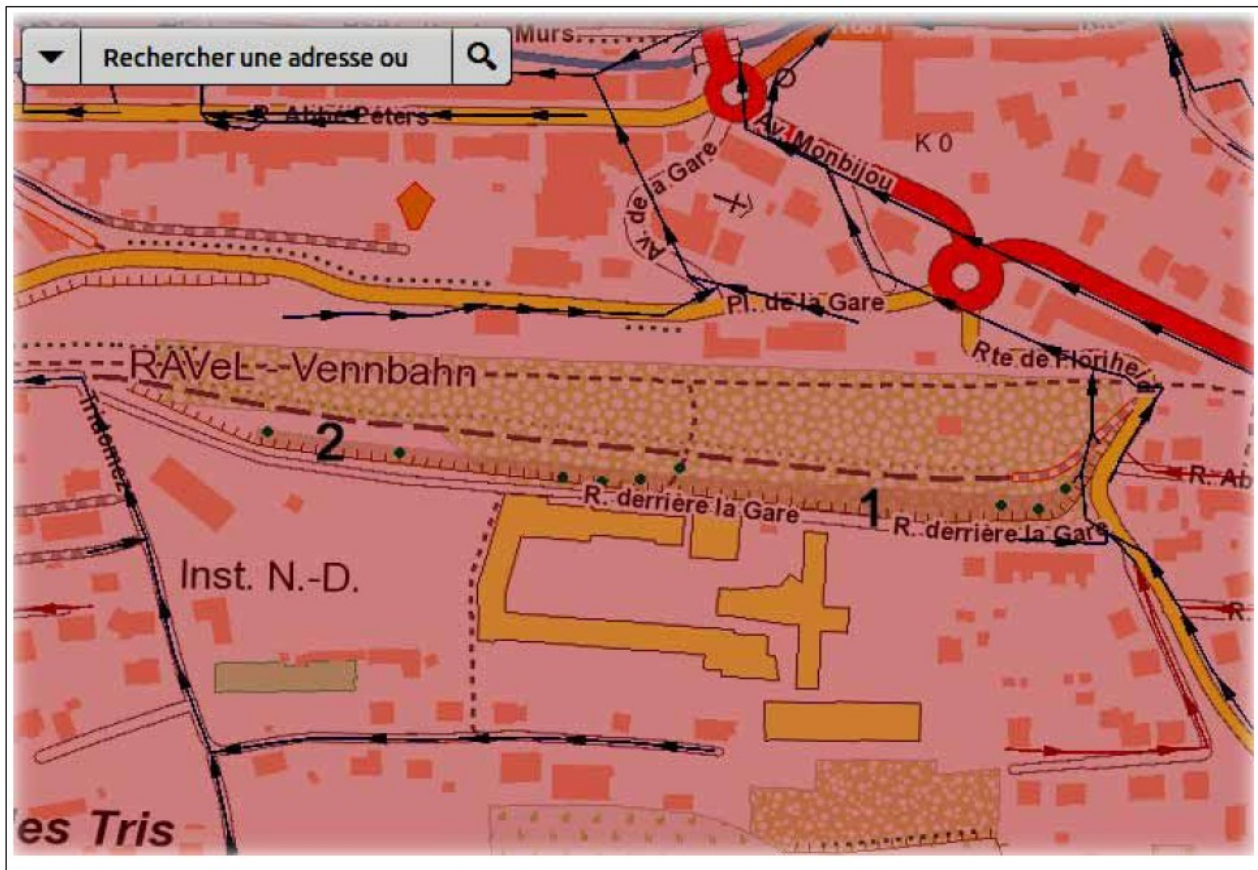 Murs.
Rechercher une adresse ou
R. Abbé Péters
Av. Monbijou
K 0
Av. de la Gare
Pl. de la Gare
Rte de Florihe
RAVeL - Vennbahn
2
Tridomez
1
R. derrière la Gare
R. derrière la Gare
R. Ab
Inst. N.-D.
R.
es Tris